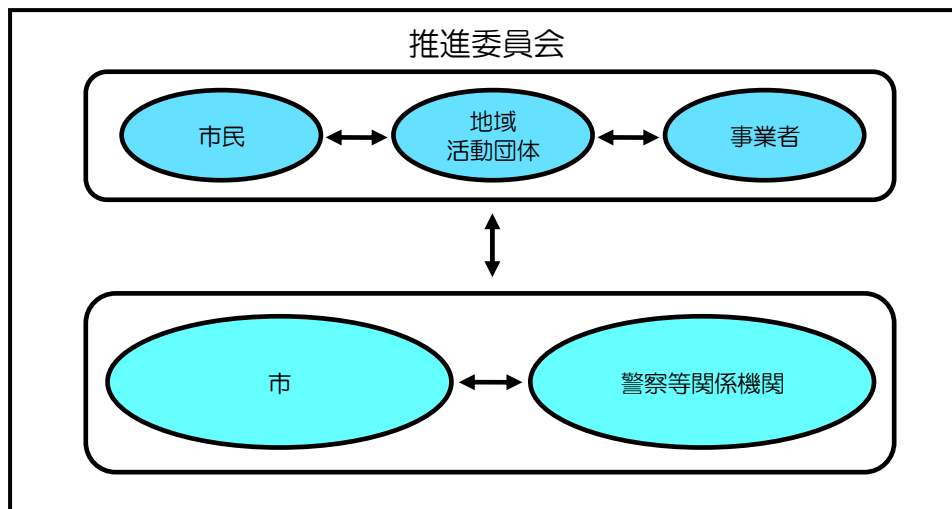 推進委員会
市民
地域
活動団体
事業者
市
警察等関係機関